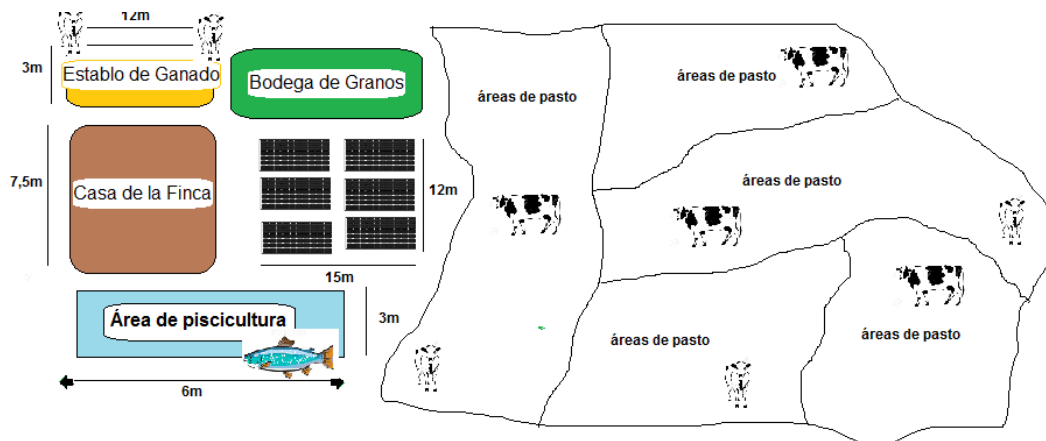 12m
3m
Establo de Ganado
Bodega de Granos
áreas de pasto
áreas de pasto
7,5m
Casa de la Finca
12m
áreas de pasto
15m
Área de piscicultura
3m
áreas de pasto
áreas de pasto
6m